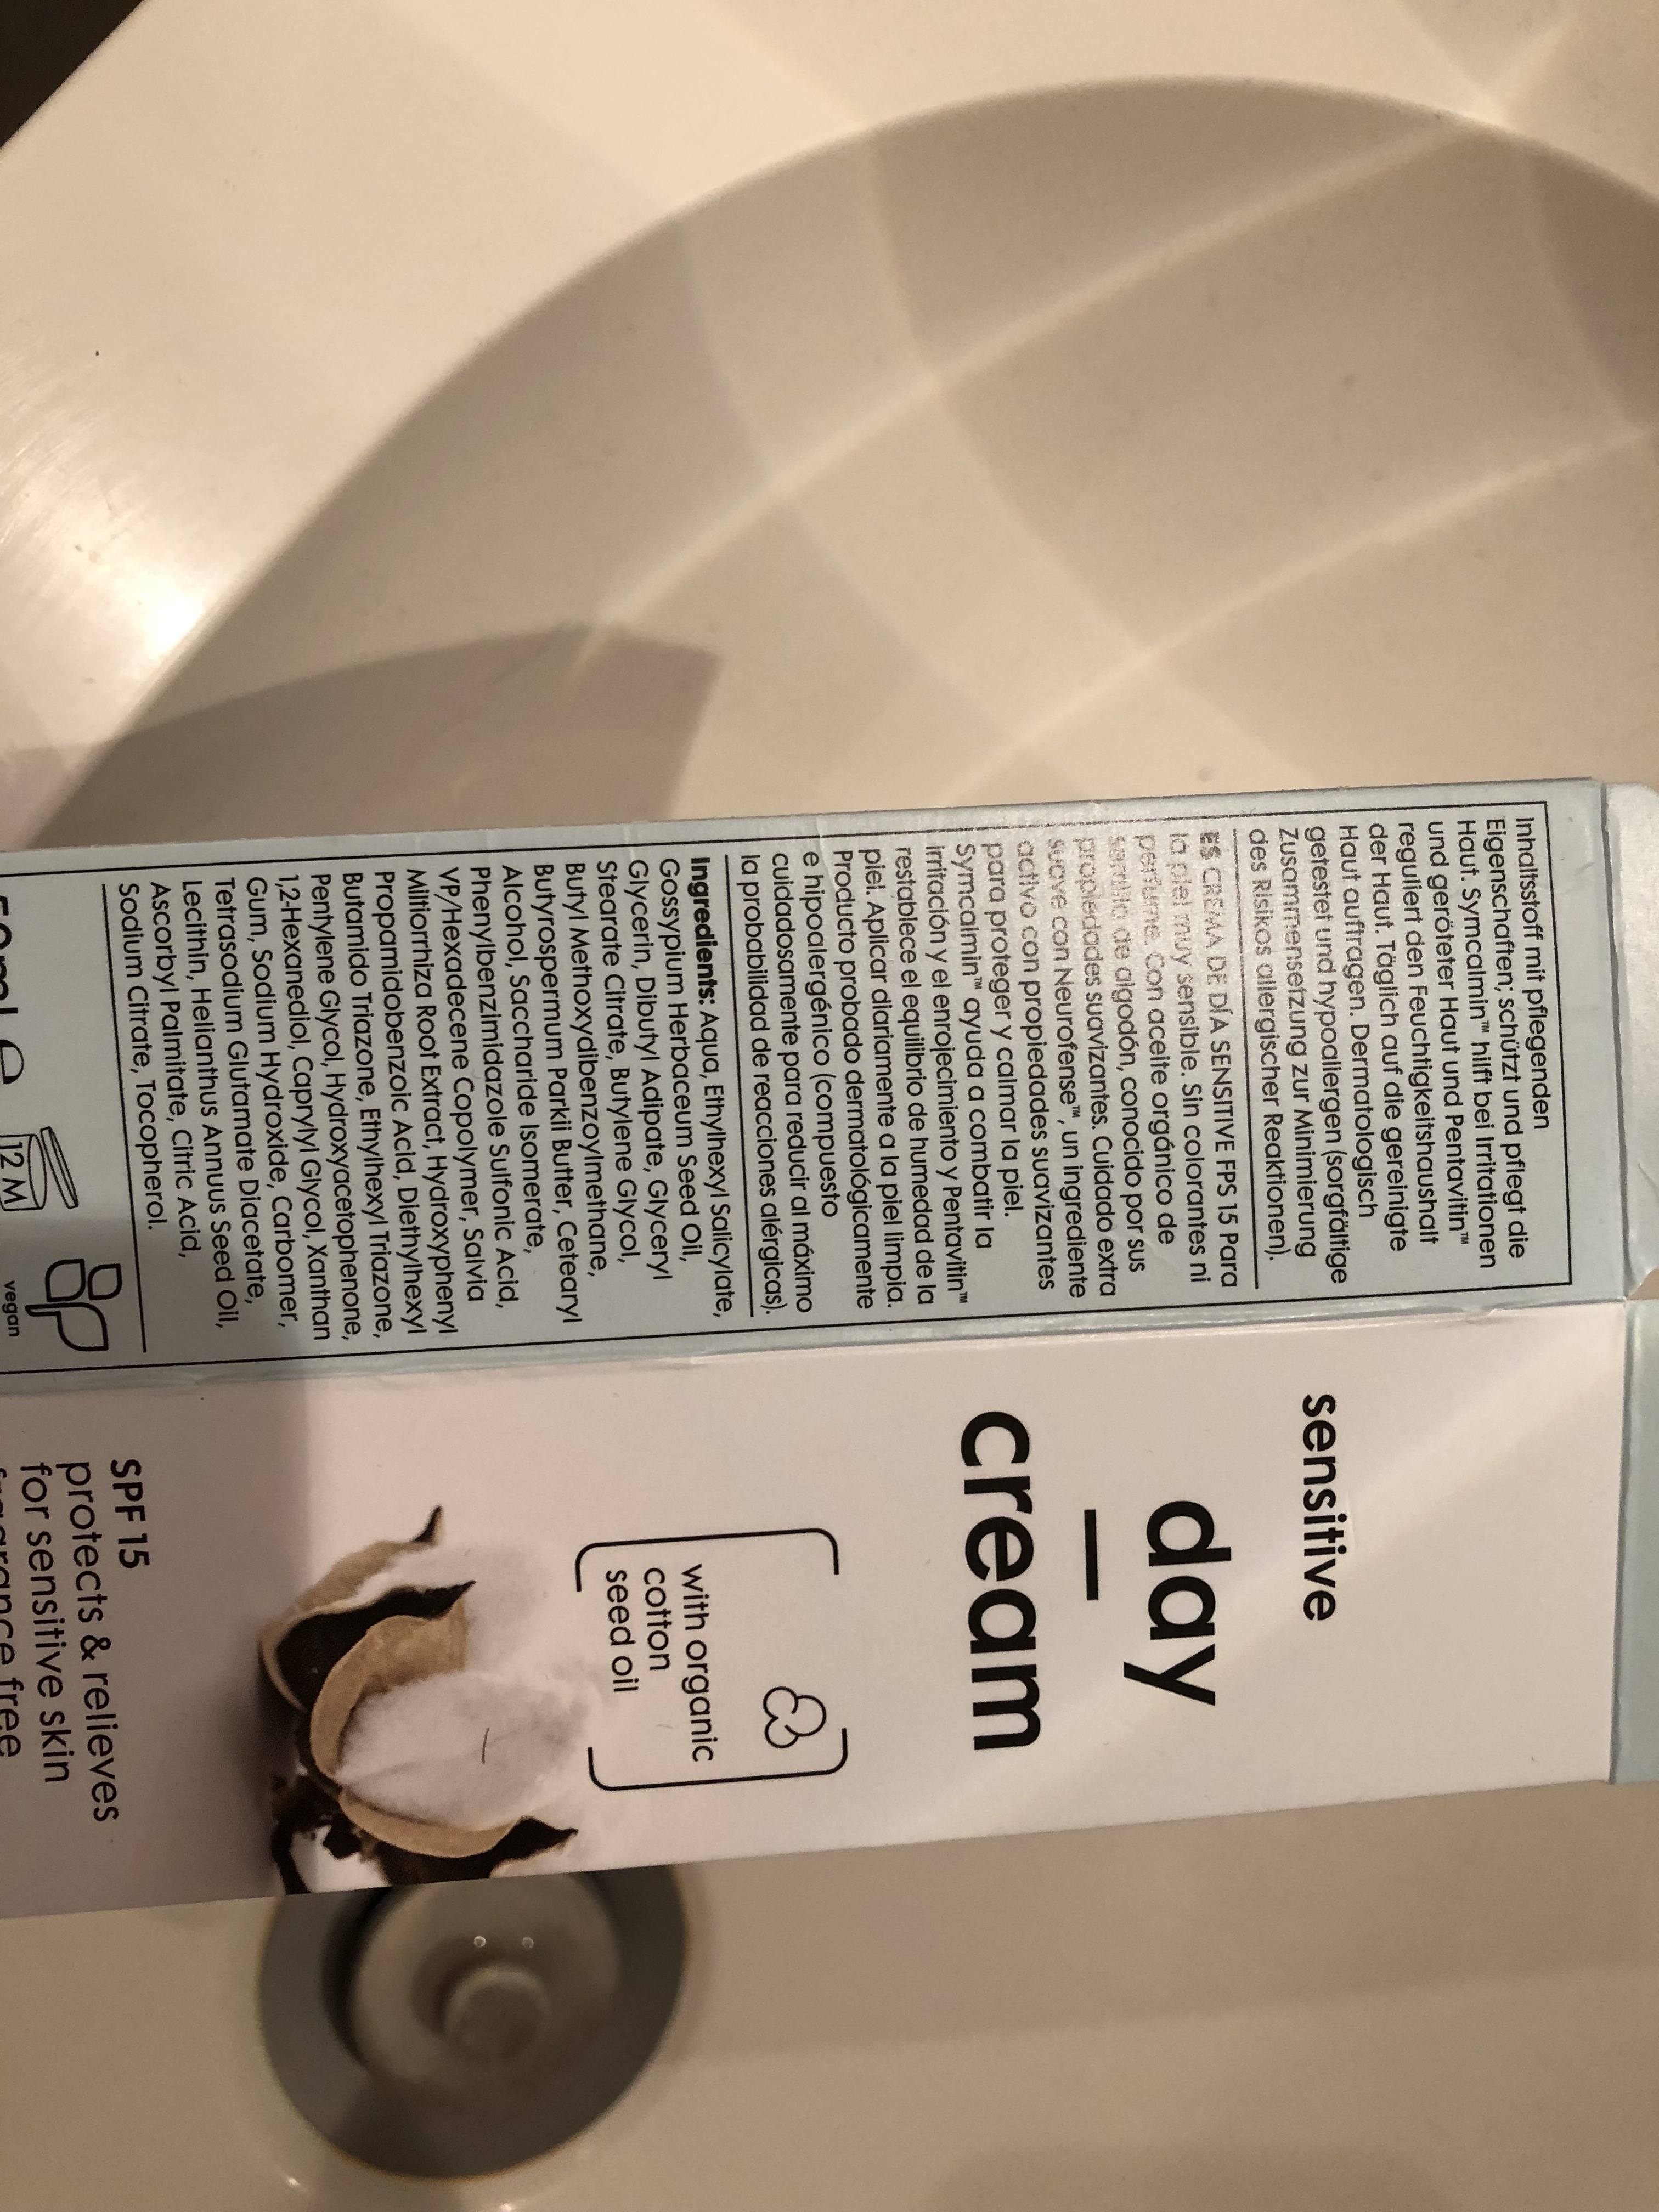 Inhaltsstoff mit pflegenden
Eigenschaften; schützt und pflegt die
Haut. Symcalmin™ hilft bei Irritationen
und geröteter Haut und Pentavitin™
reguliert den Feuchtigkeitshaushalt
der Haut. Täglich auf die gereinigte
Haut auftragen. Dermatologisch
getestet und hypoallergen (sorgfältige
Zusammensetzung zur Minimierung
des Risikos allergischer Reaktionen).
ES CREMA DE DÍA SENSITIVE FPS 15 Para
la piel muy sensible. Sin colorantes ni
perfume. Con aceite orgánico de
semilla de algodón, conocido por sus
propiedades suavizantes. Cuidado extra
suave con Neurofense™, un ingrediente
activo con propiedades suavizantes
para proteger y calmar la piel.
Symcalmin™ ayuda a combatir la
irritación y el enrojecimiento y Pentavitin™
restablece el equilibrio de humedad de la
piel. Aplicar diariamente a la piel limpia.
Producto probado dermatológicamente
e hipoalergénico (compuesto
cuidadosamente para reducir al máximo
la probabilidad de reacciones alérgicas).
Ingredients: Aqua, Ethylhexyl Salicylate,
Gossypium Herbaceum Seed Oil,
Glycerin, Dibutyl Adipate, Glyceryl
Stearate Citrate, Butylene Glycol,
Butyl Methoxydibenzoylmethane,
Butyrospermum Parkii Butter, Cetearyl
Alcohol, Saccharide Isomerate,
Phenylbenzimidazole Sulfonic Acid,
VP/Hexadecene Copolymer, Salvia
Miltiorrhiza Root Extract, Hydroxyphenyl
Propamidobenzoic Acid, Diethylhexyl
Butamido Triazone, Ethylhexyl Triazone,
Pentylene Glycol, Hydroxyacetophenone,
1,2-Hexanediol, Caprylyl Glycol, Xanthan
Gum, Sodium Hydroxide, Carbomer,
Tetrasodium Glutamate Diacetate,
Lecithin, Helianthus Annuus Seed Oil,
Ascorbyl Palmitate, Citric Acid,
Sodium Citrate, Tocopherol.
12 M
vegan
sensitive
day
cream
with organic
cotton
seed oil
SPF 15
protects & relieves
for sensitive skin
free